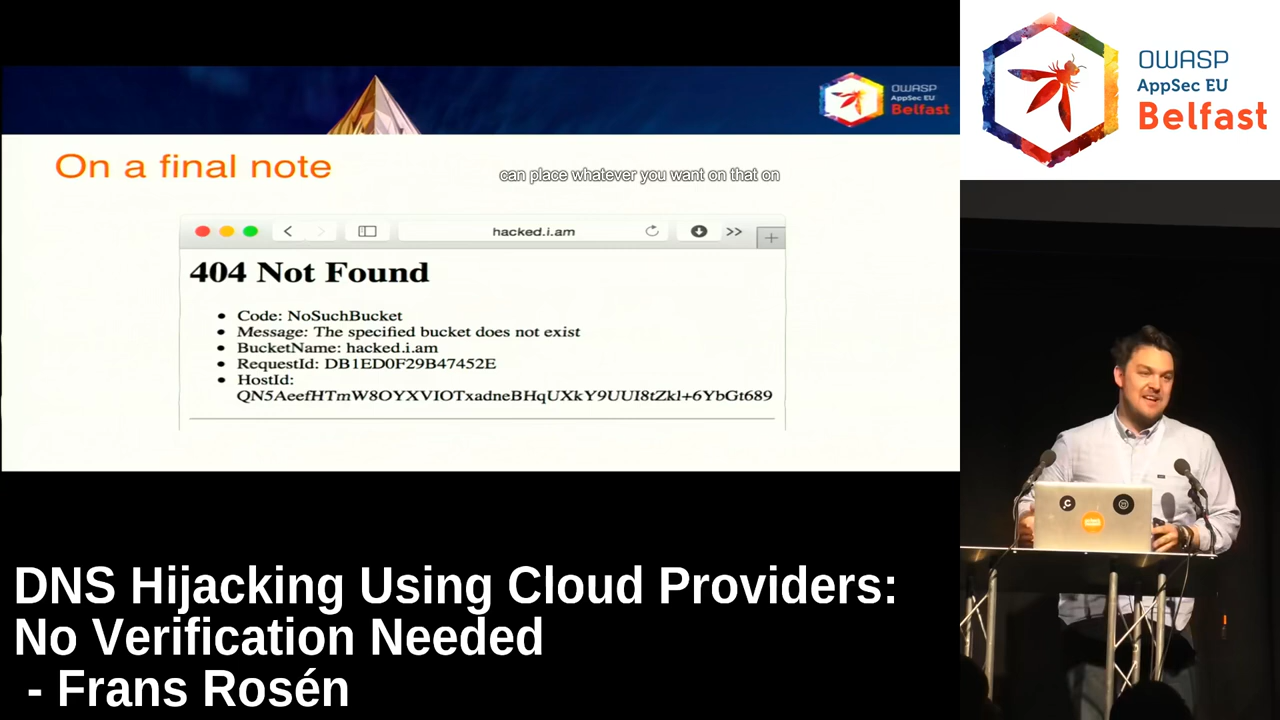 OWASP
AppSec EU
Belfast
OWASP
AppSec EU
Belfast
On a final note
can place whatever you want on that on
hacked.i.am
>>
+
404 Not Found
• Code: NoSuchBucket
• Message: The specified bucket does not exist
• BucketName: hacked.i.am
• RequestId: DB1ED0F29B47452E
• HostId:
QN5AeefHTmW8OYXVIOTxadneBHqUXkY9UUI8tZkl+6YbGt689
DNS Hijacking Using Cloud Providers:
No Verification Needed
- Frans Rosén